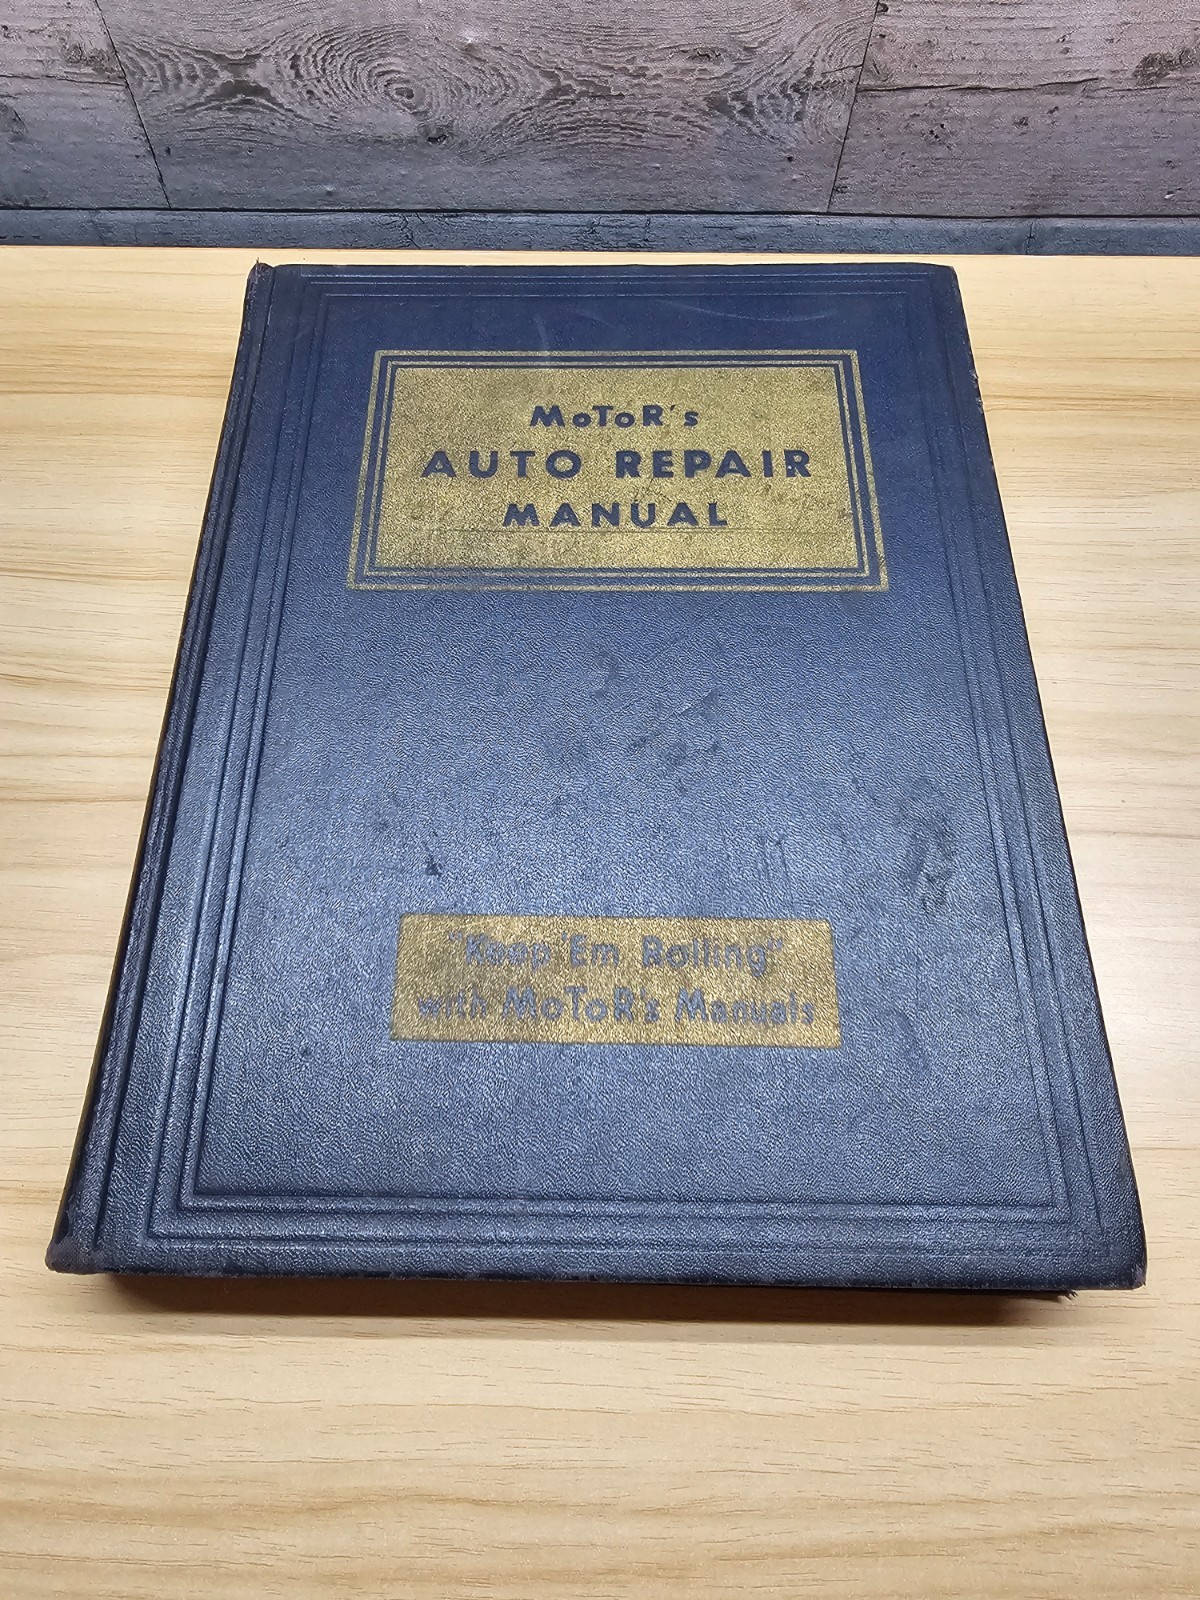 MoToR's
AUTO REPAIR
MANUAL
"Keep 'Em Rolling"
with MoToR's Manuals